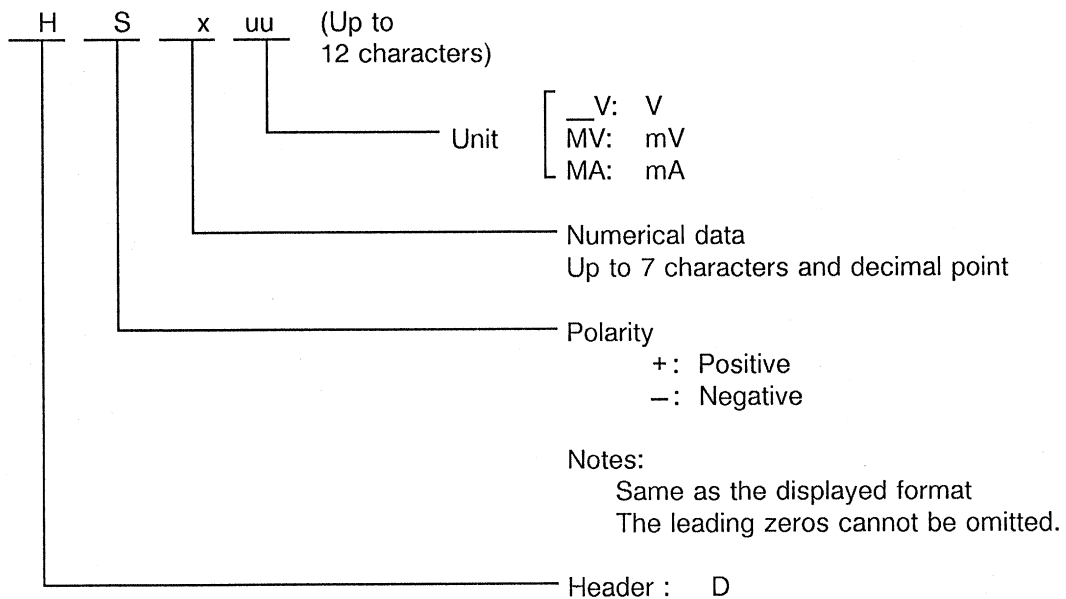 H S x uu (Up to
12 characters)
Unit
__V: V
MV: mV
MA: mA
Numerical data
Up to 7 characters and decimal point
Polarity
+: Positive
–: Negative
Notes:
Same as the displayed format
The leading zeros cannot be omitted.
Header : D